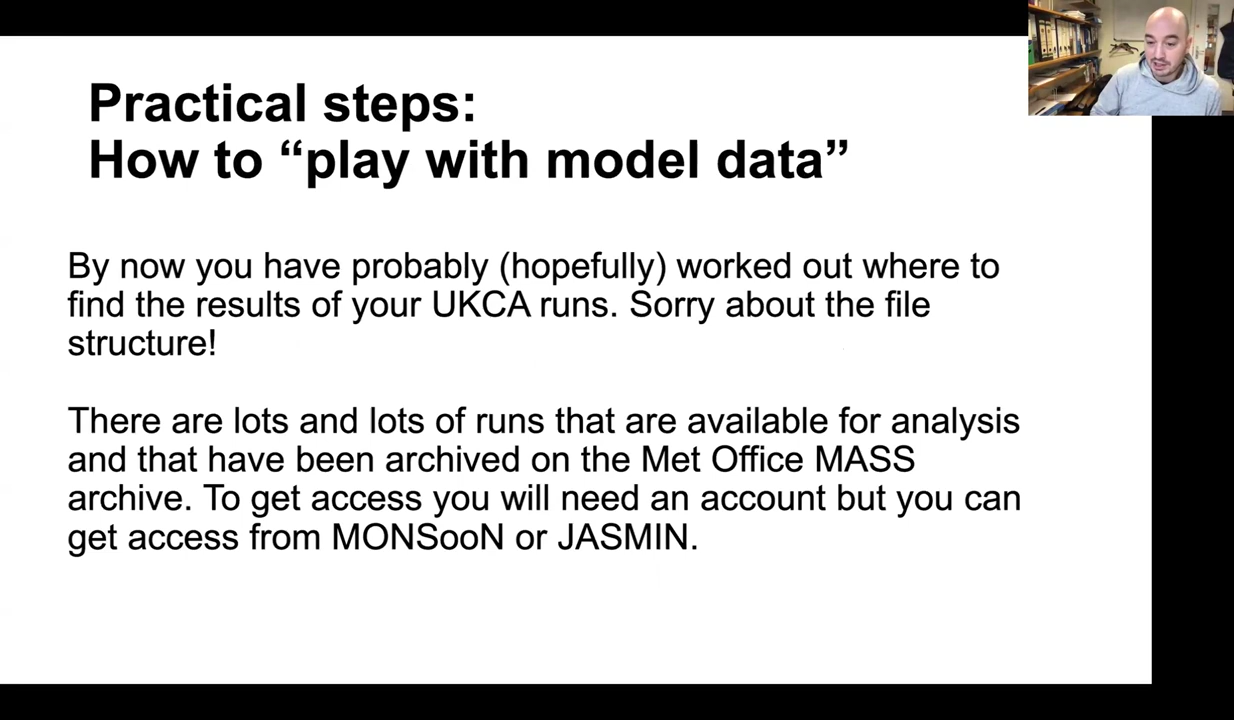 Practical steps:
How to “play with model data”
By now you have probably (hopefully) worked out where to
find the results of your UKCA runs. Sorry about the file
structure!
There are lots and lots of runs that are available for analysis
and that have been archived on the Met Office MASS
archive. To get access you will need an account but you can
get access from MONSooN or JASMIN.